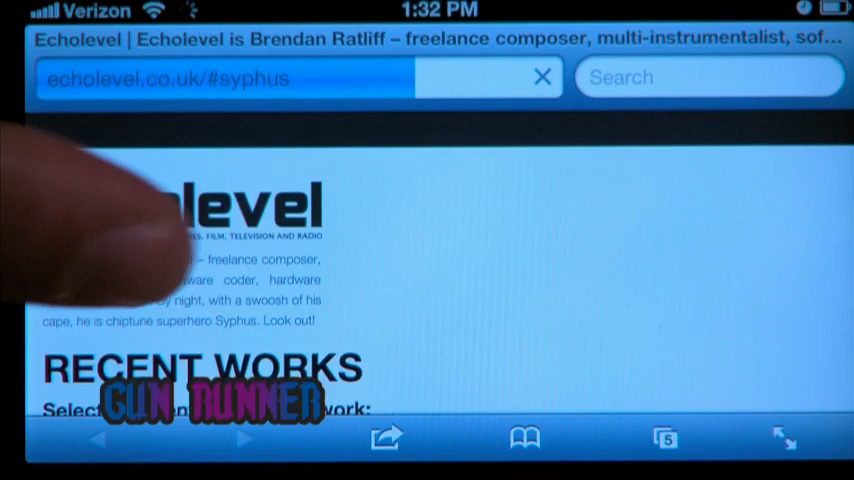 Verizon 1:32 PM
Echolevel | Echolevel is Brendan Ratliff – freelance composer, multi-instrumentalist, sof...
echolevel.co.uk/#syphus Search
level
FILM, TELEVISION AND RADIO
– freelance composer,
ware coder, hardware
by night, with a swoosh of his
cape, he is chiptune superhero Syphus. Look out!
RECENT WORKS
GUN RUNNER
work:
5